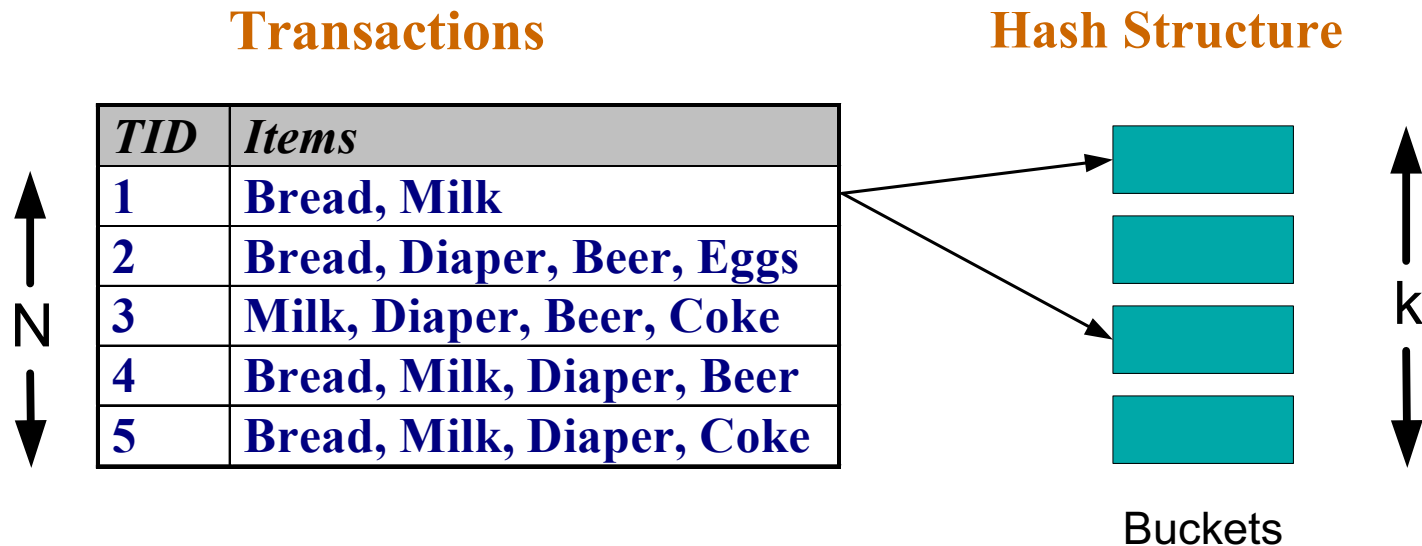 Transactions
Hash Structure
TID Items
1 Bread, Milk
2 Bread, Diaper, Beer, Eggs
3 Milk, Diaper, Beer, Coke
4 Bread, Milk, Diaper, Beer
5 Bread, Milk, Diaper, Coke
N
k
Buckets